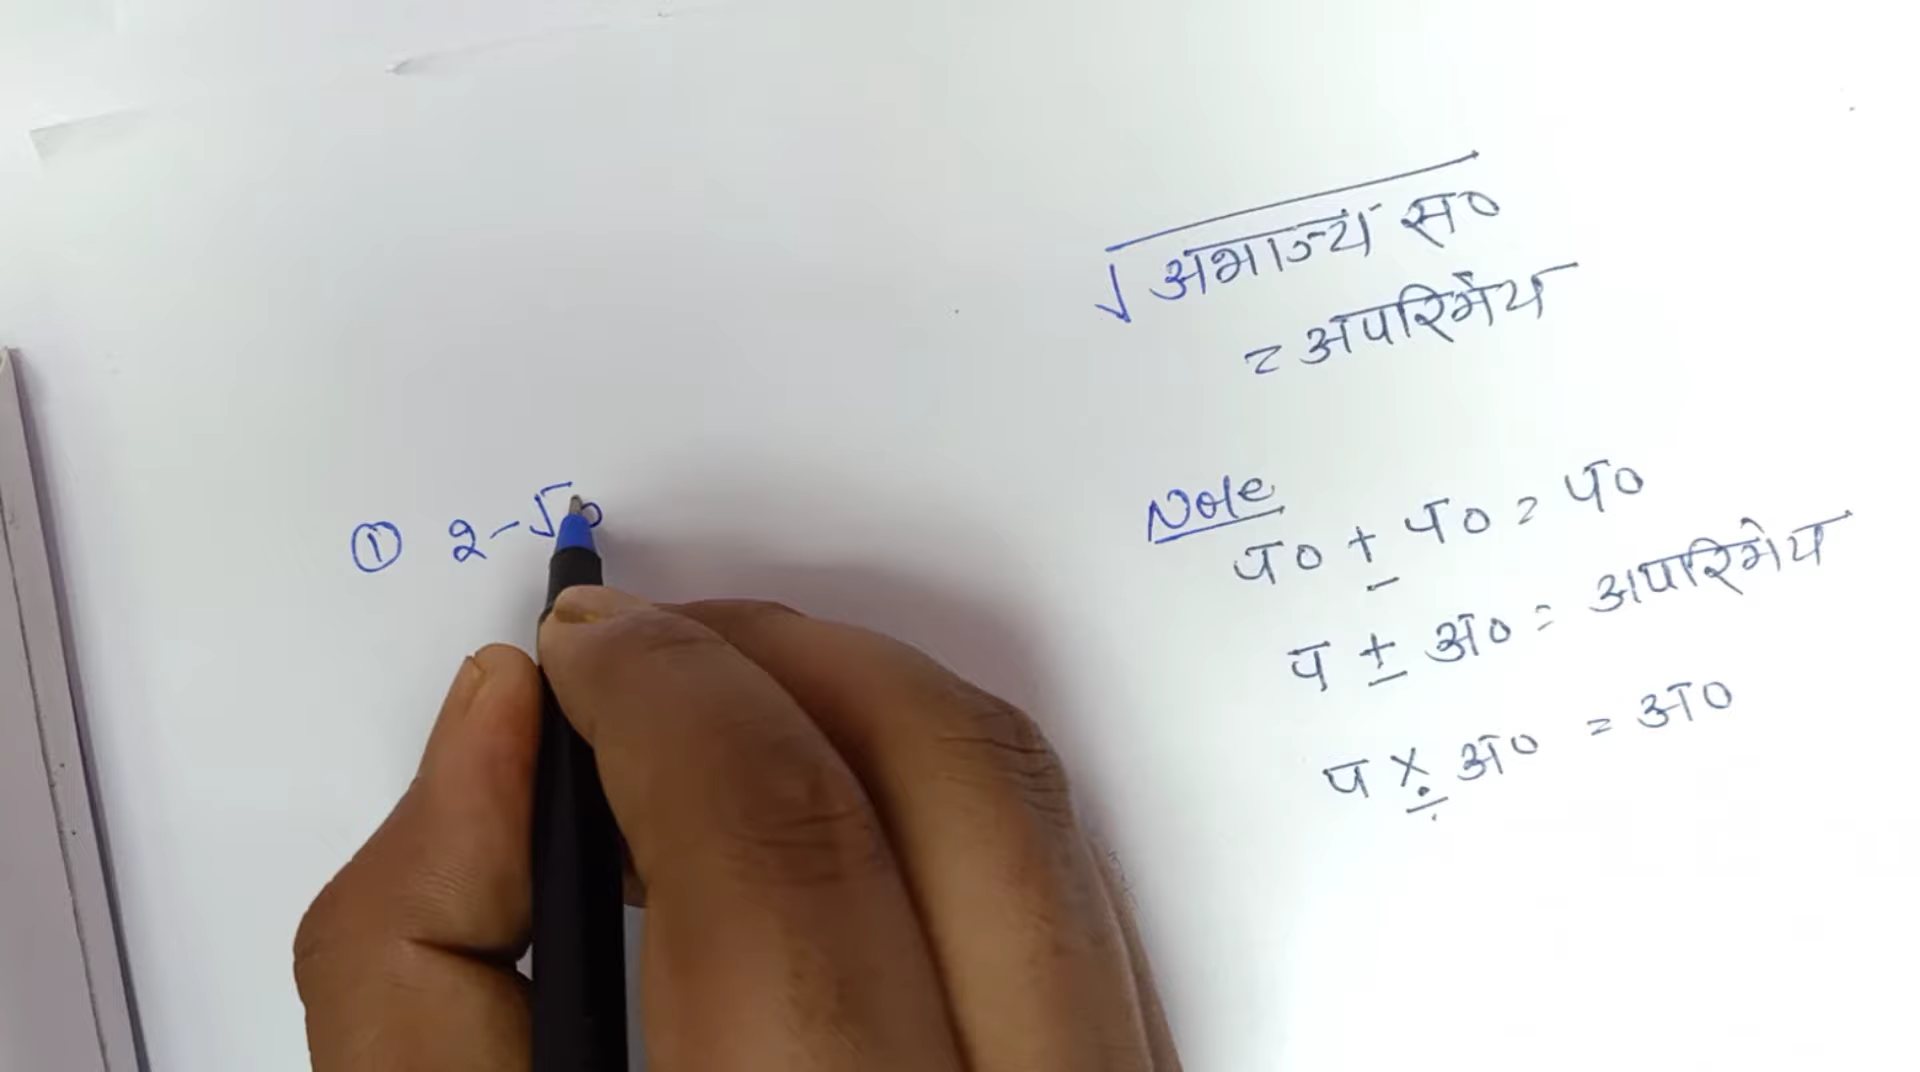 √अभाज्य स०
= अपरिमेय
Note
प० ± प० = प०
प ± अ० = अपरिमेय
① 2-√
प × ÷ अ० = अ०